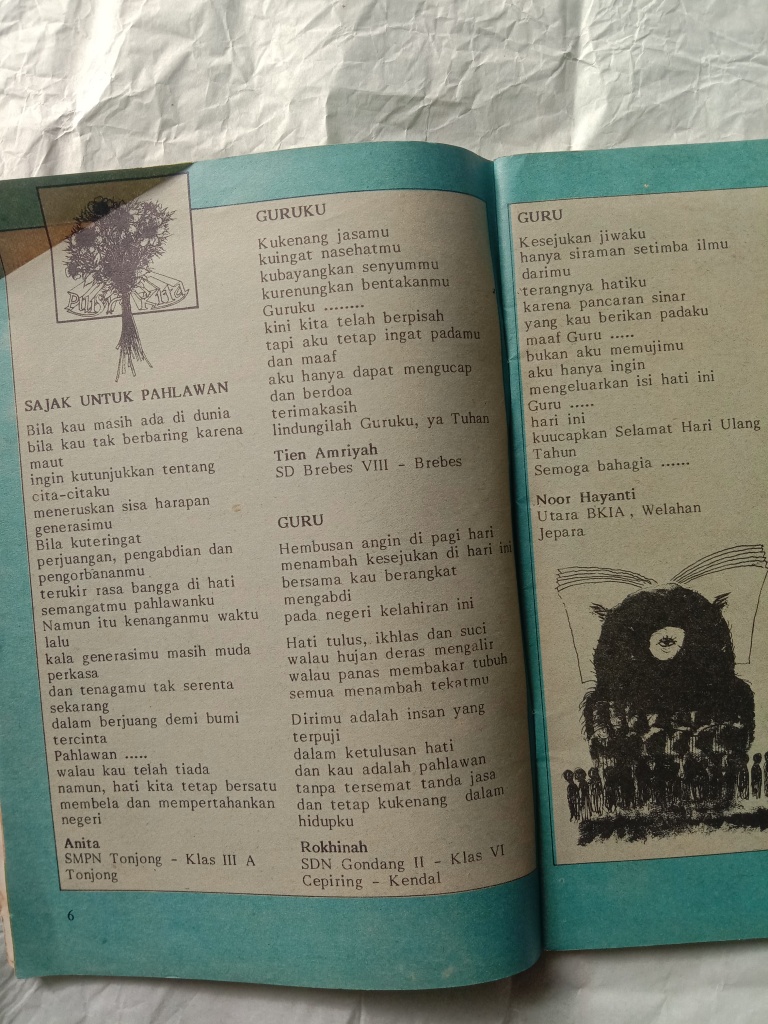 Puisi Kita
SAJAK UNTUK PAHLAWAN
Bila kau masih ada di dunia
bila kau tak berbaring karena
maut
ingin kutunjukkan tentang
cita-citaku
meneruskan sisa harapan
generasimu
Bila kuteringat
perjuangan, pengabdian dan
pengorbananmu
terukir rasa bangga di hati
semangatmu pahlawanku
Namun itu kenanganmu waktu
lalu
kala generasimu masih muda
perkasa
dan tenagamu tak serenta
sekarang
dalam berjuang demi bumi
tercinta
Pahlawan .....
walau kau telah tiada
namun, hati kita tetap bersatu
membela dan mempertahankan
negeri
Anita
SMPN Tonjong - Klas III A
Tonjong
6
GURUKU
Kukenang jasamu
kuingat nasehatmu
kubayangkan senyummu
kurenungkan bentakanmu
Guruku ........
kini kita telah berpisah
tapi aku tetap ingat padamu
dan maaf
aku hanya dapat mengucap
dan berdoa
terimakasih
lindungilah Guruku, ya Tuhan
Tien Amriyah
SD Brebes VIII - Brebes
GURU
Hembusan angin di pagi hari
menambah kesejukan di hari ini
bersama kau berangkat
mengabdi
pada negeri kelahiran ini
Hati tulus, ikhlas dan suci
walau hujan deras mengalir
walau panas membakar tubuh
semua menambah tekatmu
Dirimu adalah insan yang
terpuji
dalam ketulusan hati
dan kau adalah pahlawan
tanpa tersemat tanda jasa
dan tetap kukenang dalam
hidupku
Rokhinah
SDN Gondang II - Klas VI
Cepiring - Kendal
GURU
Kesejukan jiwaku
hanya siraman setimba ilmu
darimu
terangnya hatiku
karena pancaran sinar
yang kau berikan padaku
maaf Guru .....
bukan aku memujimu
aku hanya ingin
mengeluarkan isi hati ini
Guru .....
hari ini
kuucapkan Selamat Hari Ulang
Tahun
Semoga bahagia ......
Noor Hayanti
Utara BKIA, Welahan
Jepara